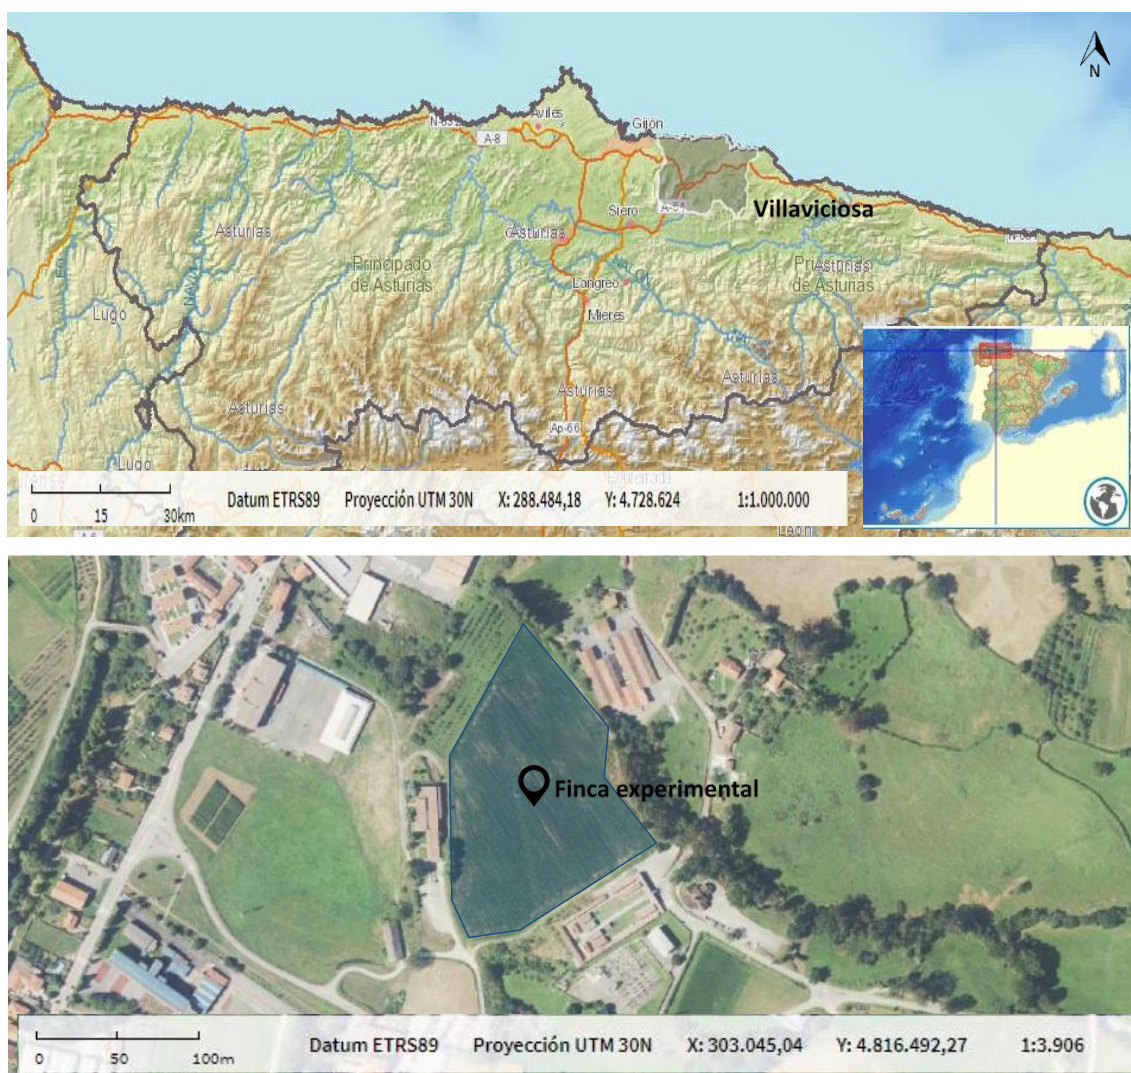 N
Avilés
N-632
A-8
Gijón
Siero
Villaviciosa
Asturias
Asturias
Principado
de Asturias
Asturias
Langreo
Mieres
NALON
Lugo
Asturias
Asturias
Asturias
Ap-66
Lugo
León
0 15 30km
Datum ETRS89 Proyección UTM 30N X: 288.484,18 Y: 4.728.624 1:1.000.000
Finca experimental
0 50 100m
Datum ETRS89 Proyección UTM 30N X: 303.045,04 Y: 4.816.492,27 1:3.906